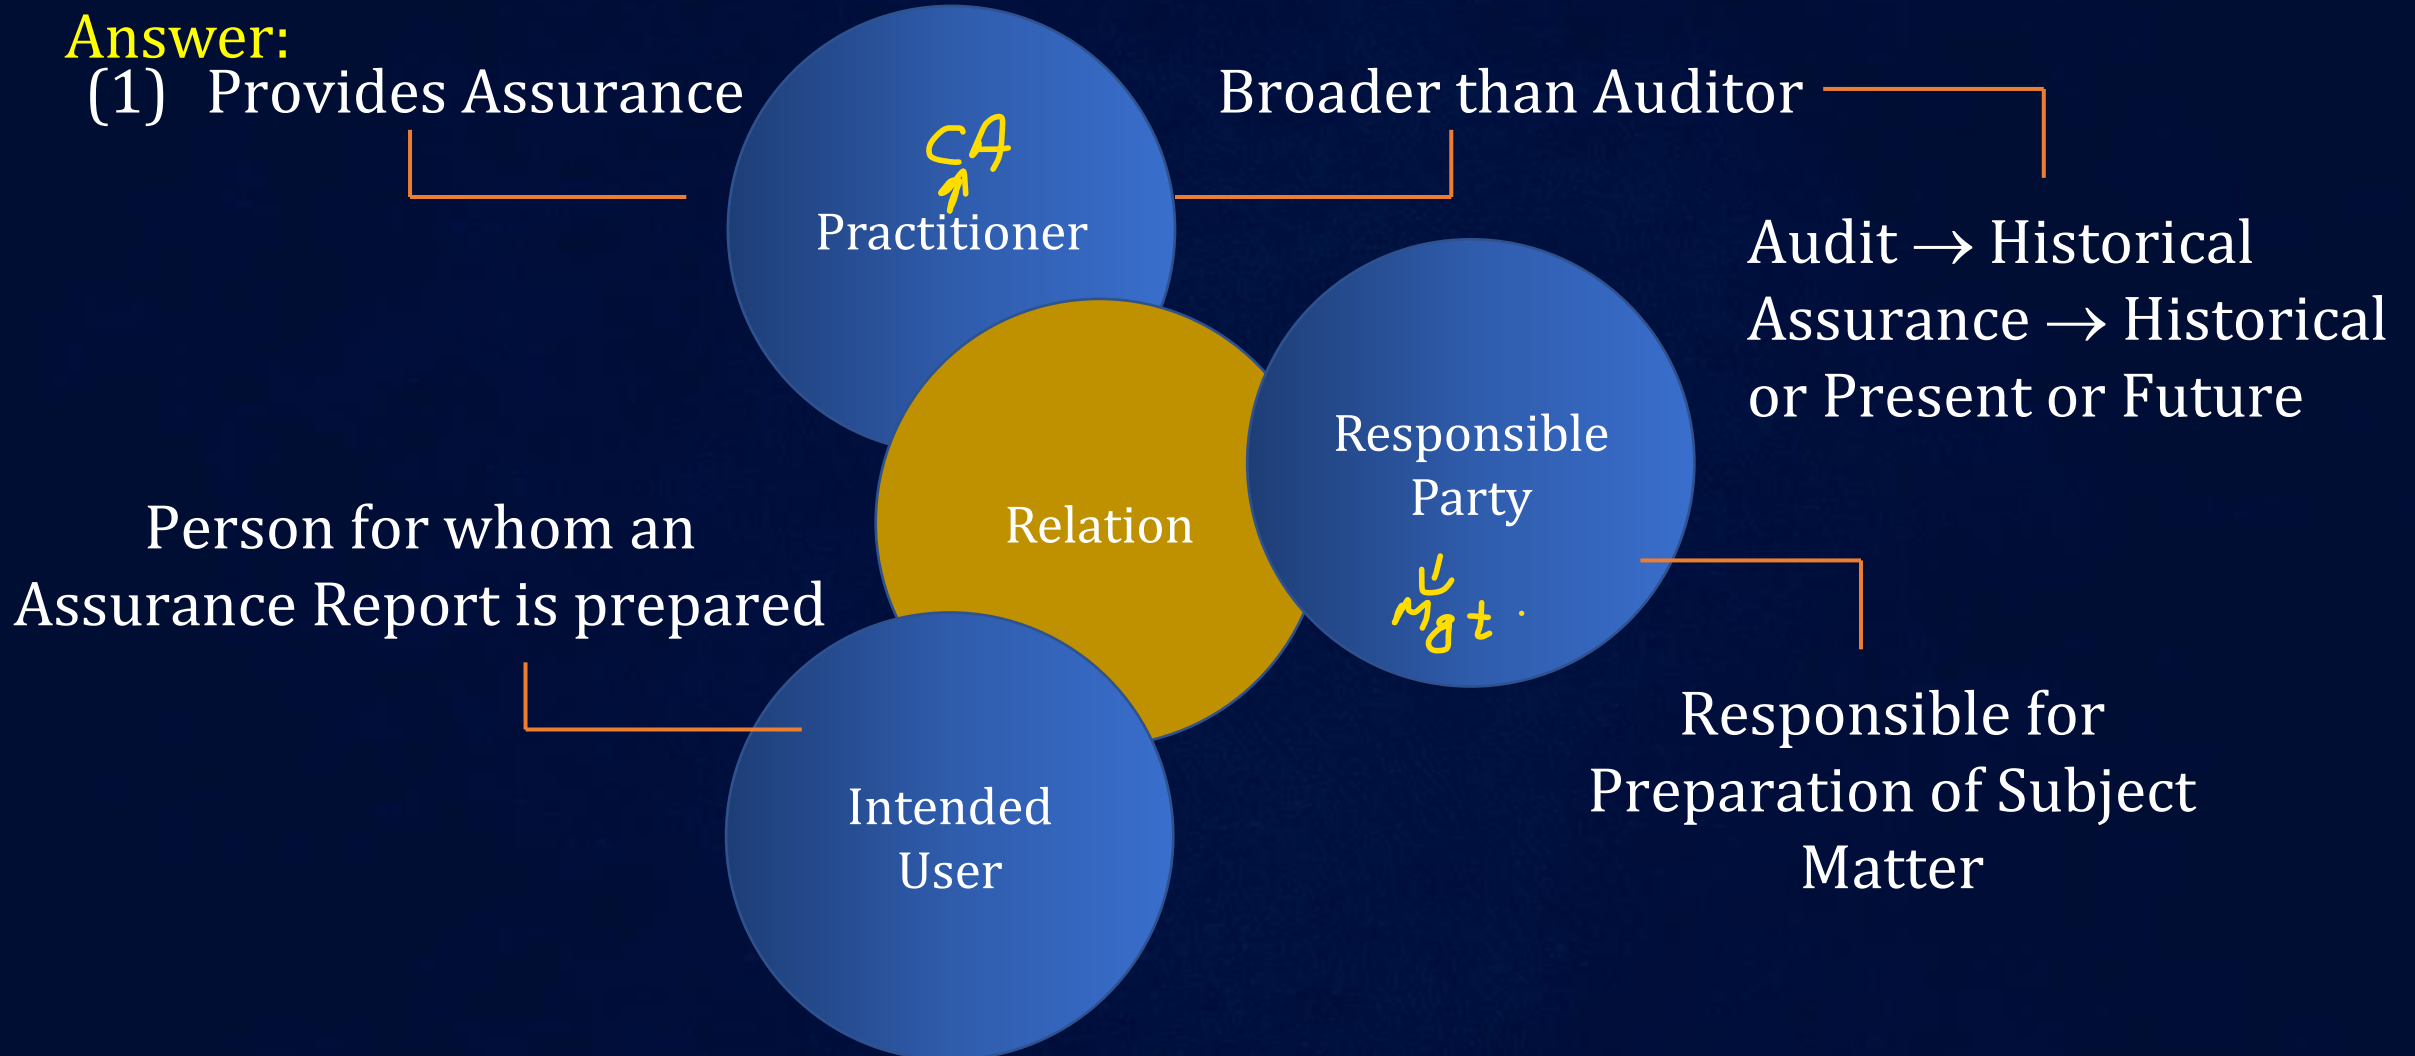 Answer:
(1) Provides Assurance
Broader than Auditor
CA
Practitioner
Audit → Historical
Assurance → Historical
or Present or Future
Responsible
Party
Mgt.
Relation
Person for whom an
Assurance Report is prepared
Responsible for
Preparation of Subject
Matter
Intended
User